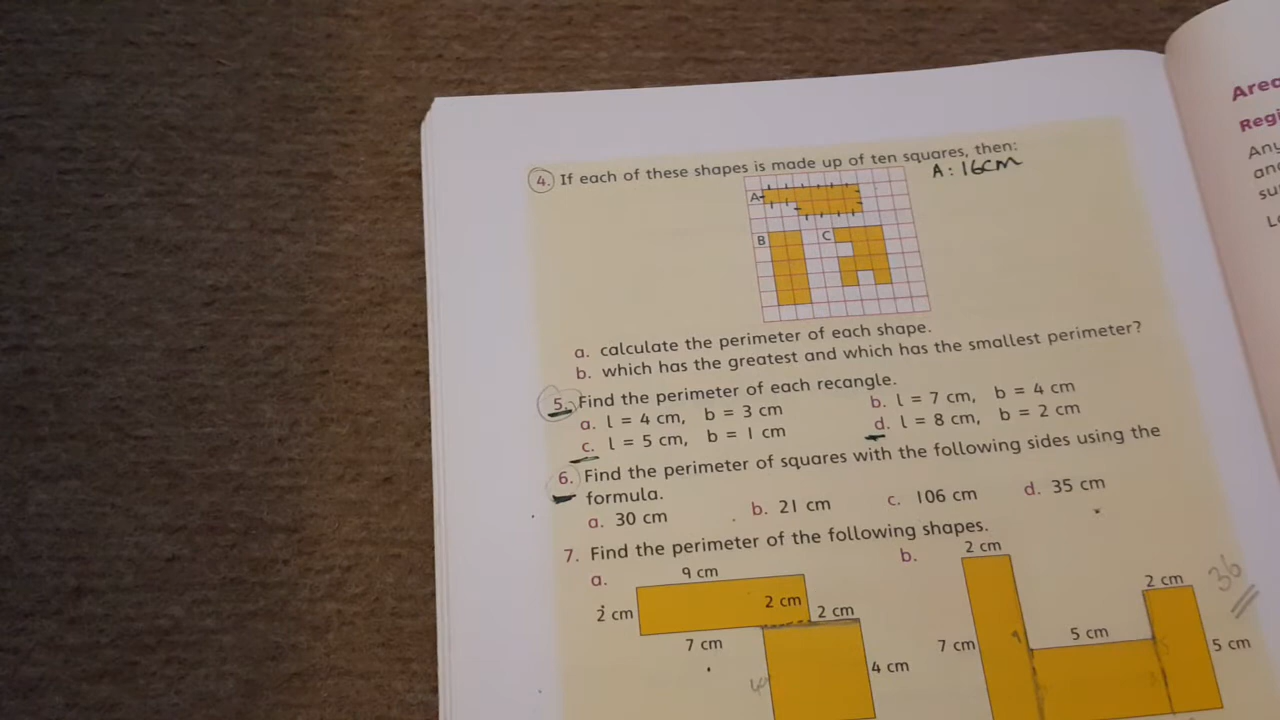 4. If each of these shapes is made up of ten squares, then:
A: 16cm
A
B
C
a. calculate the perimeter of each shape.
b. which has the greatest and which has the smallest perimeter?
5. Find the perimeter of each recangle.
a. l = 4 cm, b = 3 cm
b. l = 7 cm, b = 4 cm
c. l = 5 cm, b = 1 cm
d. l = 8 cm, b = 2 cm
6. Find the perimeter of squares with the following sides using the
formula.
a. 30 cm
b. 21 cm
c. 106 cm
d. 35 cm
7. Find the perimeter of the following shapes.
a.
9 cm
2 cm
2 cm
2 cm
7 cm
4 cm
b.
2 cm
2 cm
36
5 cm
7 cm
5 cm
Any